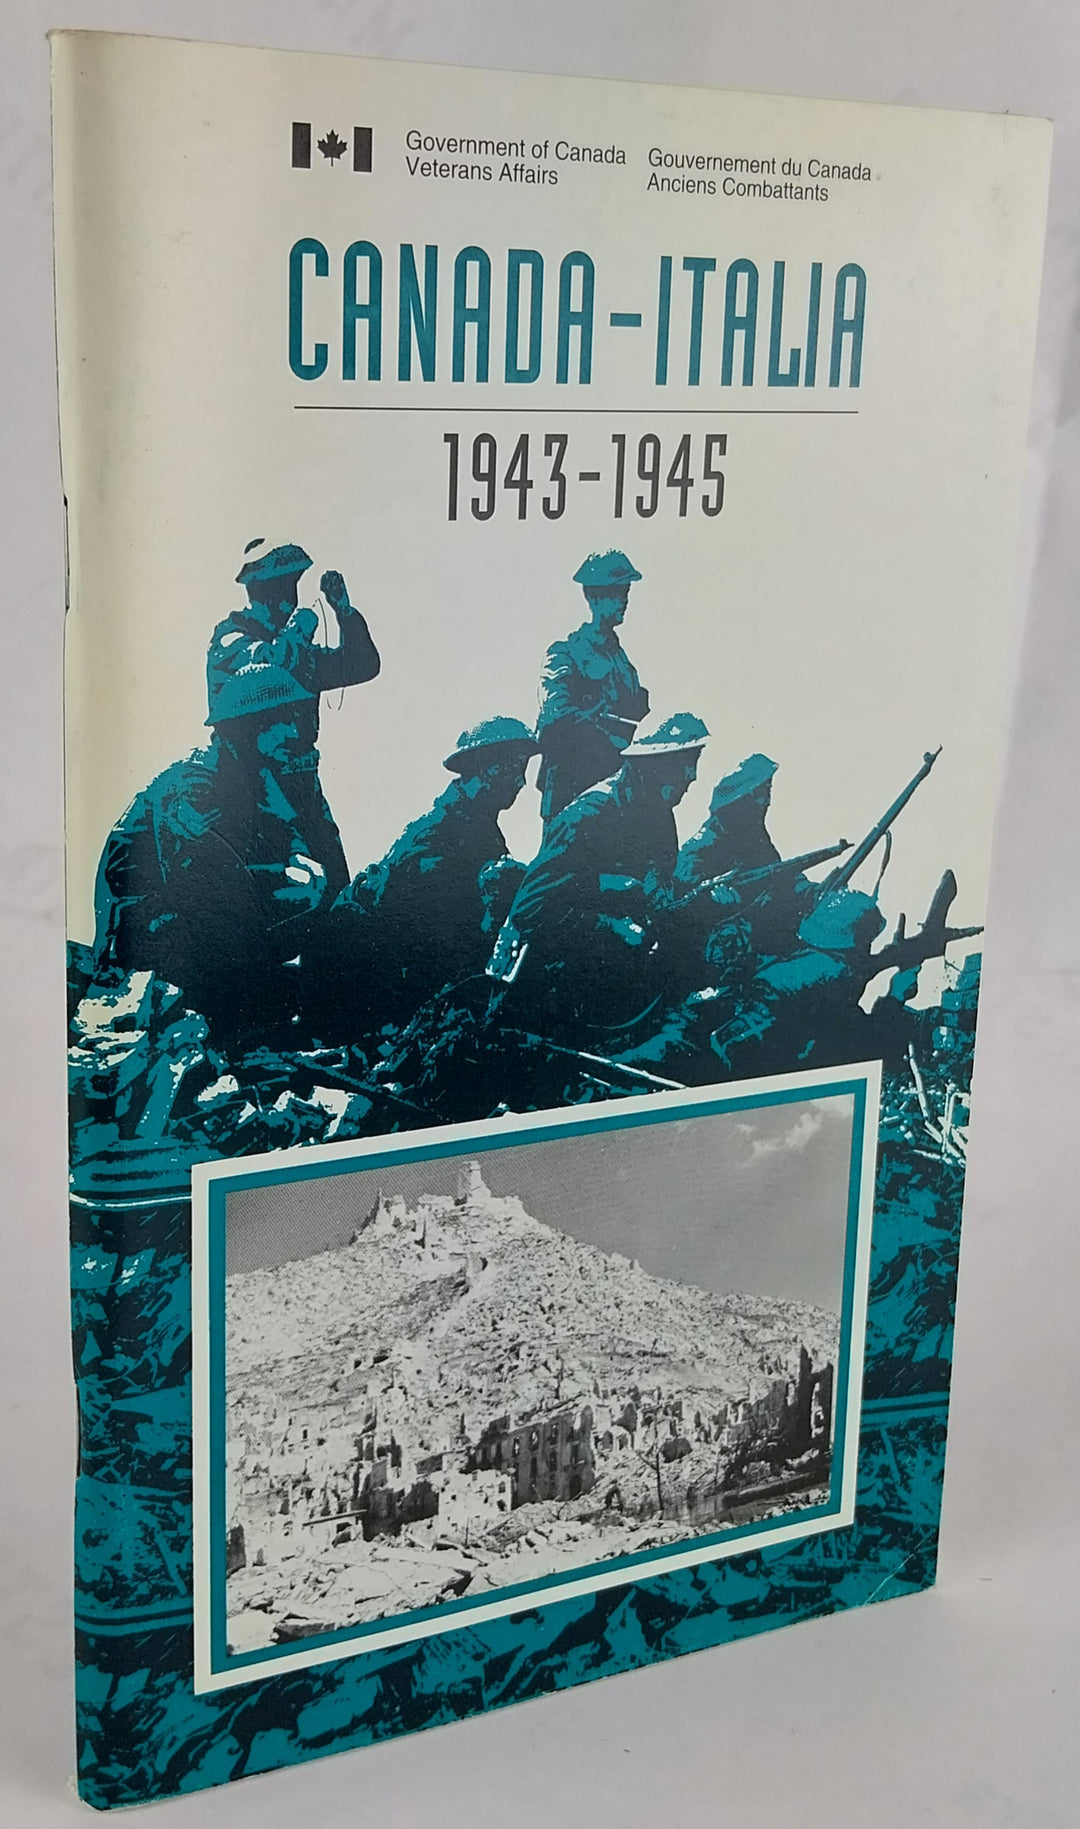 Government of Canada
Veterans Affairs
Gouvernement du Canada
Anciens Combattants
CANADA-ITALIA
1943-1945